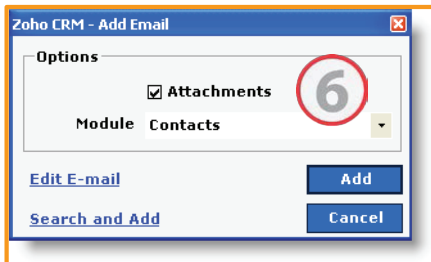 Zoho CRM - Add Email
Options
Attachments
6
Module Contacts
Edit E-mail Add
Search and Add Cancel